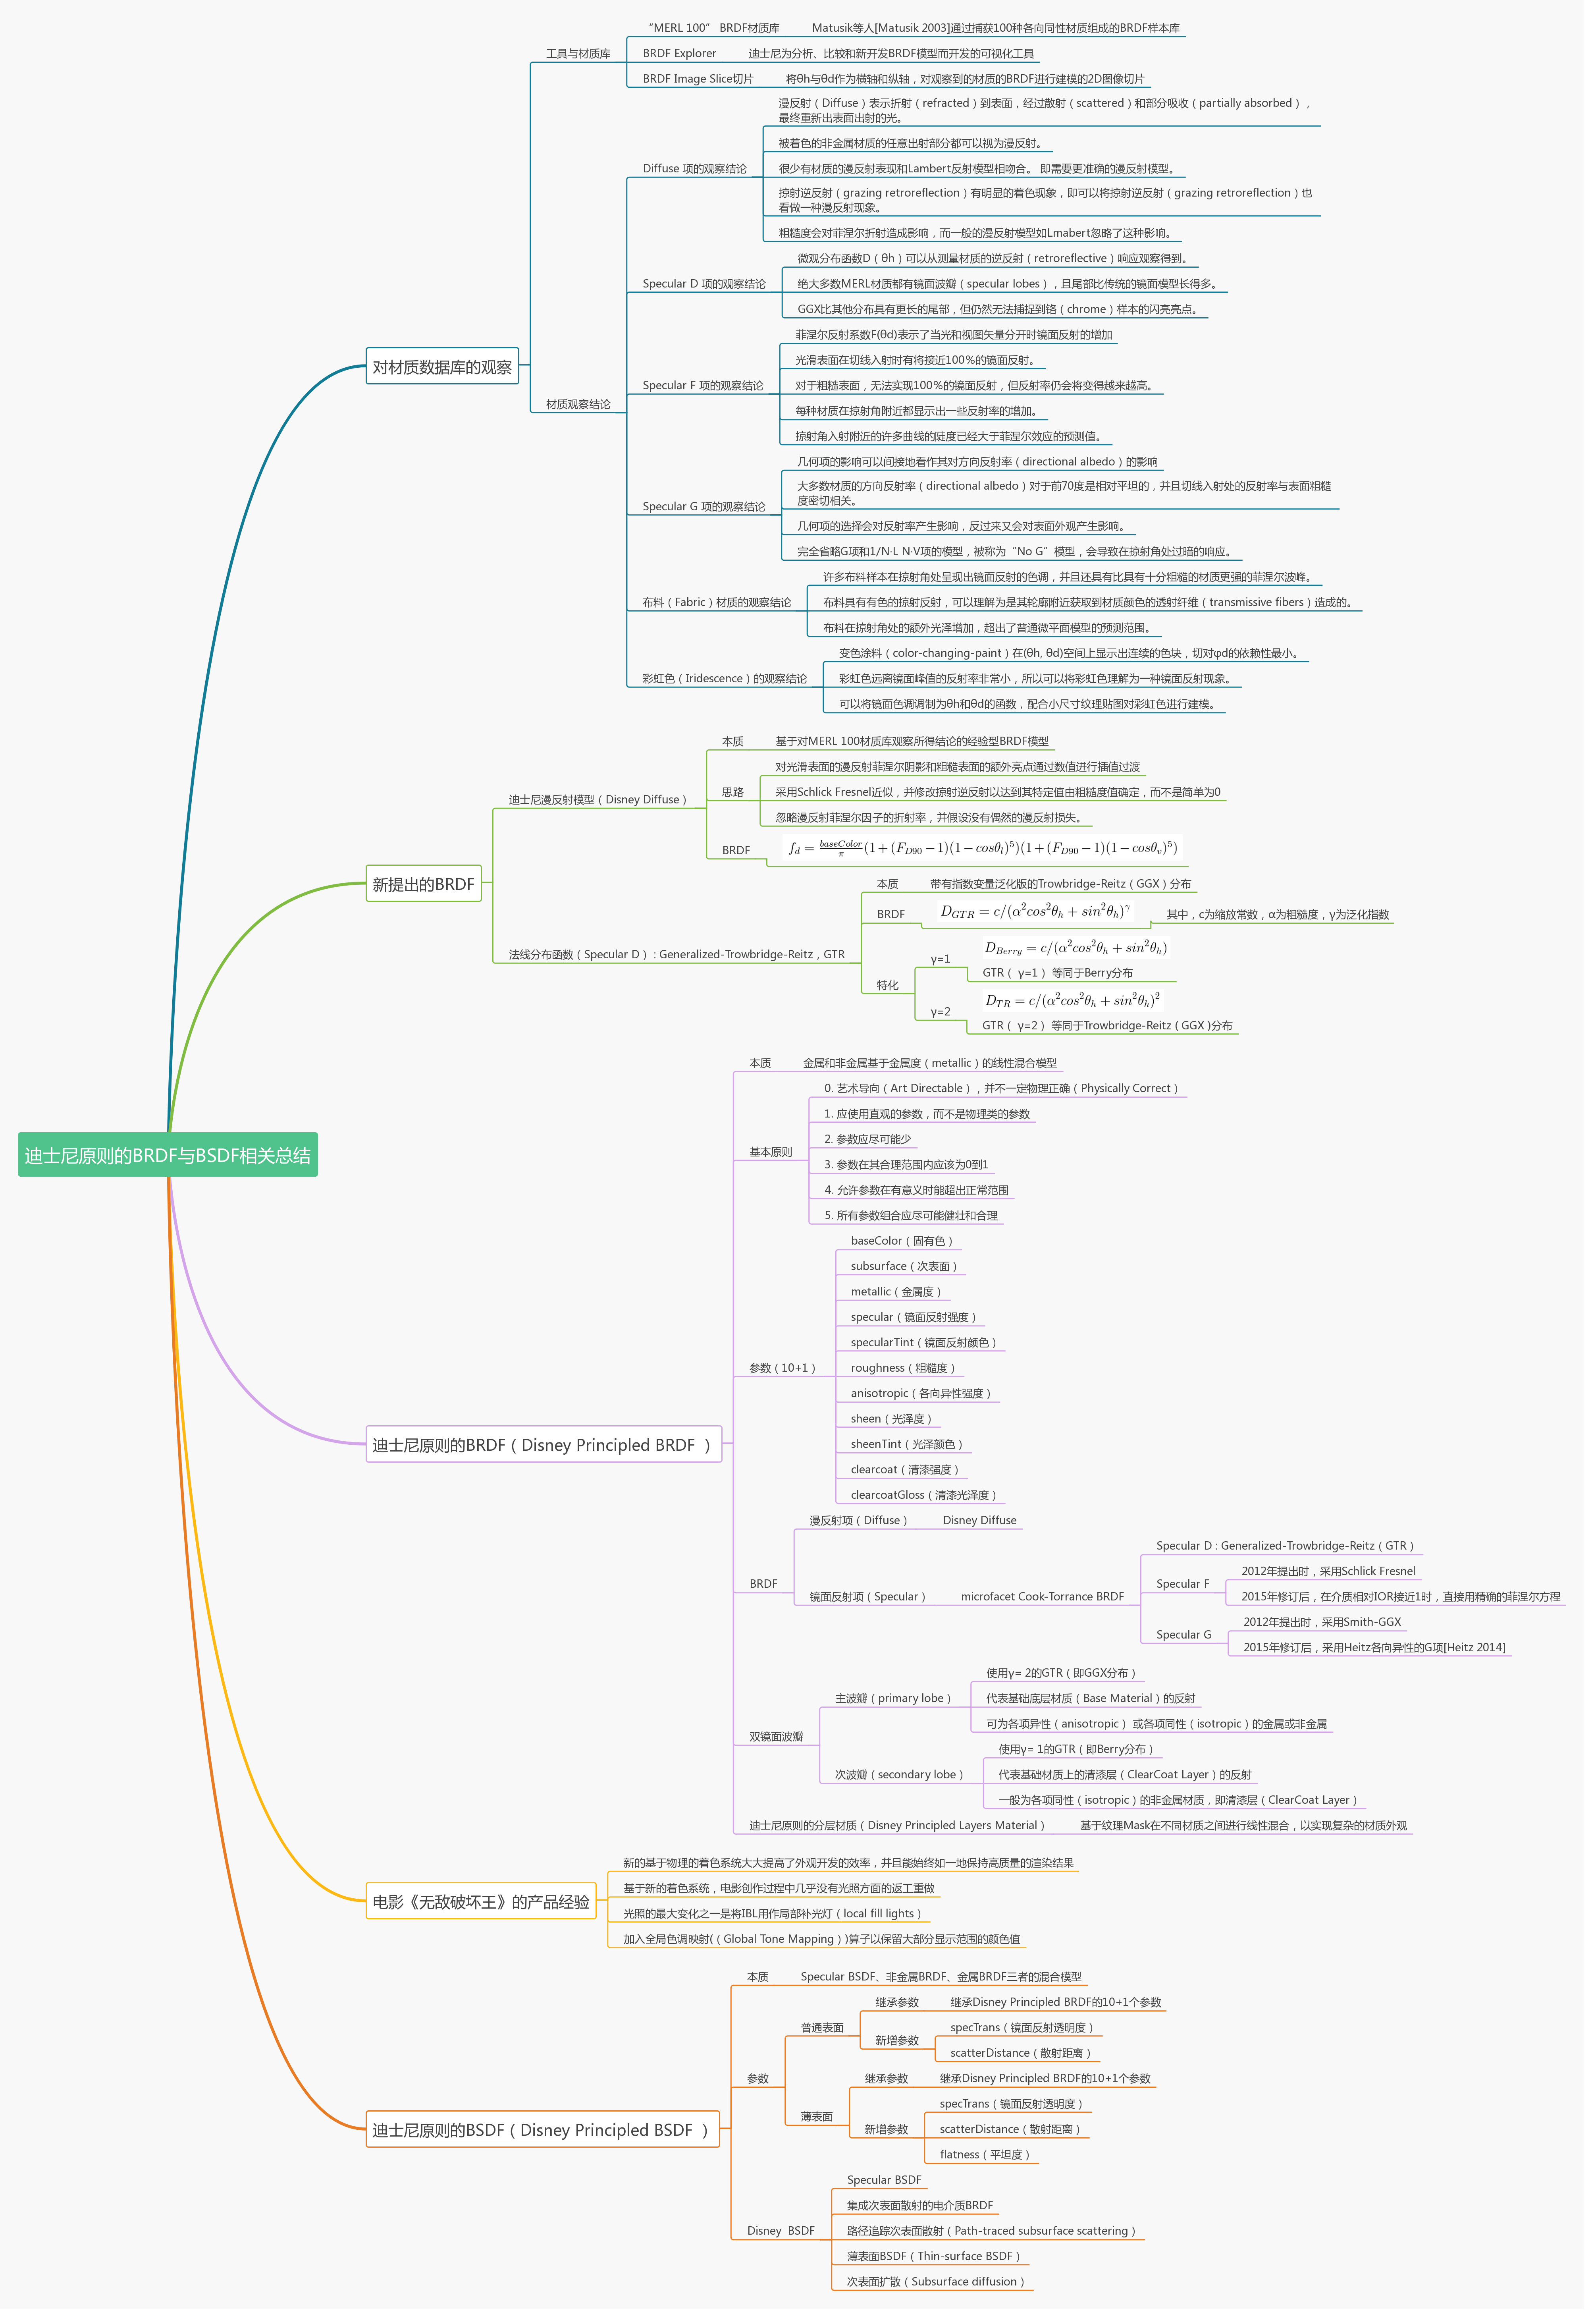 迪士尼原则的BRDF与BSDF相关总结
对材质数据库的观察
工具与材质库
“MERL 100” BRDF材质库
Matusik等人[Matusik 2003]通过捕获100种各向同性材质组成的BRDF样本库
BRDF Explorer
迪士尼为分析、比较和新开发BRDF模型而开发的可视化工具
BRDF Image Slice切片
将θh与θd作为横轴和纵轴，对观察到的材质的BRDF进行建模的2D图像切片
材质观察结论
Diffuse 项的观察结论
漫反射（Diffuse）表示折射（refracted）到表面，经过散射（scattered）和部分吸收（partially absorbed），
最终重新出表面出射的光。
被着色的非金属材质的任意出射部分都可以视为漫反射。
很少有材质的漫反射表现和Lambert反射模型相吻合。 即需要更准确的漫反射模型。
掠射逆反射（grazing retroreflection）有明显的着色现象，即可以将掠射逆反射（grazing retroreflection）也
看做一种漫反射现象。
粗糙度会对菲涅尔折射造成影响，而一般的漫反射模型如Lmabert忽略了这种影响。
Specular D 项的观察结论
微观分布函数D（θh）可以从测量材质的逆反射（retroreflective）响应观察得到。
绝大多数MERL材质都有镜面波瓣（specular lobes），且尾部比传统的镜面模型长得多。
GGX比其他分布具有更长的尾部，但仍然无法捕捉到铬（chrome）样本的闪亮亮点。
Specular F 项的观察结论
菲涅尔反射系数F(θd)表示了当光和视图矢量分开时镜面反射的增加
光滑表面在切线入射时有将接近100％的镜面反射。
对于粗糙表面，无法实现100％的镜面反射，但反射率仍会将变得越来越高。
每种材质在掠射角附近都显示出一些反射率的增加。
掠射角入射附近的许多曲线的陡度已经大于菲涅尔效应的预测值。
Specular G 项的观察结论
几何项的影响可以间接地看作其对方向反射率（directional albedo）的影响
大多数材质的方向反射率（directional albedo）对于前70度是相对平坦的，并且切线入射处的反射率与表面粗糙
度密切相关。
几何项的选择会对反射率产生影响，反过来又会对表面外观产生影响。
完全省略G项和1/N·L N·V项的模型，被称为“No G”模型，会导致在掠射角处过暗的响应。
布料（Fabric）材质的观察结论
许多布料样本在掠射角处呈现出镜面反射的色调，并且还具有比具有十分粗糙的材质更强的菲涅尔波峰。
布料具有有色的掠射反射，可以理解为是其轮廓附近获取到材质颜色的透射纤维（transmissive fibers）造成的。
布料在掠射角处的额外光泽增加，超出了普通微平面模型的预测范围。
彩虹色（Iridescence）的观察结论
变色涂料（color-changing-paint）在(θh, θd)空间上显示出连续的色块，切对φd的依赖性最小。
彩虹色远离镜面峰值的反射率非常小，所以可以将彩虹色理解为一种镜面反射现象。
可以将镜面色调调制为θh和θd的函数，配合小尺寸纹理贴图对彩虹色进行建模。
新提出的BRDF
迪士尼漫反射模型（Disney Diffuse）
本质
基于对MERL 100材质库观察所得结论的经验型BRDF模型
思路
对光滑表面的漫反射菲涅尔阴影和粗糙表面的额外亮点通过数值进行插值过渡
采用Schlick Fresnel近似，并修改掠射逆反射以达到其特定值由粗糙度值确定，而不是简单为0
忽略漫反射菲涅尔因子的折射率，并假设没有偶然的漫反射损失。
BRDF
f_d = baseColor/π (1 + (F_{D90} − 1)(1 − cosθ_l)^5)(1 + (F_{D90} − 1)(1 − cosθ_v)^5)
法线分布函数（Specular D）：Generalized-Trowbridge-Reitz，GTR
本质
带有指数变量泛化版的Trowbridge-Reitz（GGX）分布
BRDF
D_{GTR} = c/(α²cos²θ_h + sin²θ_h)^γ
其中，c为缩放常数，α为粗糙度，γ为泛化指数
特化
γ=1
D_{Berry} = c/(α²cos²θ_h + sin²θ_h)
GTR（ γ=1） 等同于Berry分布
γ=2
D_{TR} = c/(α²cos²θ_h + sin²θ_h)²
GTR（ γ=2） 等同于Trowbridge-Reitz ( GGX )分布
迪士尼原则的BRDF（Disney Principled BRDF ）
本质
金属和非金属基于金属度（metallic）的线性混合模型
基本原则
0. 艺术导向（Art Directable），并不一定物理正确（Physically Correct）
1. 应使用直观的参数，而不是物理类的参数
2. 参数应尽可能少
3. 参数在其合理范围内应该为0到1
4. 允许参数在有意义时能超出正常范围
5. 所有参数组合应尽可能健壮和合理
参数（10+1）
baseColor（固有色）
subsurface（次表面）
metallic（金属度）
specular（镜面反射强度）
specularTint（镜面反射颜色）
roughness（粗糙度）
anisotropic（各向异性强度）
sheen（光泽度）
sheenTint（光泽颜色）
clearcoat（清漆强度）
clearcoatGloss（清漆光泽度）
BRDF
漫反射项（Diffuse）
Disney Diffuse
镜面反射项（Specular）
microfacet Cook-Torrance BRDF
Specular D : Generalized-Trowbridge-Reitz（GTR）
Specular F
2012年提出时，采用Schlick Fresnel
2015年修订后，在介质相对IOR接近1时，直接用精确的菲涅尔方程
Specular G
2012年提出时，采用Smith-GGX
2015年修订后，采用Heitz各向异性的G项[Heitz 2014]
双镜面波瓣
主波瓣（primary lobe）
使用γ= 2的GTR（即GGX分布）
代表基础底层材质（Base Material）的反射
可为各项异性（anisotropic） 或各项同性（isotropic）的金属或非金属
次波瓣（secondary lobe）
使用γ= 1的GTR（即Berry分布）
代表基础材质上的清漆层（ClearCoat Layer）的反射
一般为各项同性（isotropic）的非金属材质，即清漆层（ClearCoat Layer）
迪士尼原则的分层材质（Disney Principled Layers Material）
基于纹理Mask在不同材质之间进行线性混合，以实现复杂的材质外观
电影《无敌破坏王》的产品经验
新的基于物理的着色系统大大提高了外观开发的效率，并且能始终如一地保持高质量的渲染结果
基于新的着色系统，电影创作过程中几乎没有光照方面的返工重做
光照的最大变化之一是将IBL用作局部补光灯（local fill lights）
加入全局色调映射(（Global Tone Mapping）)算子以保留大部分显示范围的颜色值
迪士尼原则的BSDF（Disney Principled BSDF ）
本质
Specular BSDF、非金属BRDF、金属BRDF三者的混合模型
参数
普通表面
继承参数
继承Disney Principled BRDF的10+1个参数
新增参数
specTrans（镜面反射透明度）
scatterDistance（散射距离）
薄表面
继承参数
继承Disney Principled BRDF的10+1个参数
新增参数
specTrans（镜面反射透明度）
scatterDistance（散射距离）
flatness（平坦度）
Disney BSDF
Specular BSDF
集成次表面散射的电介质BRDF
路径追踪次表面散射（Path-traced subsurface scattering）
薄表面BSDF（Thin-surface BSDF）
次表面扩散（Subsurface diffusion）